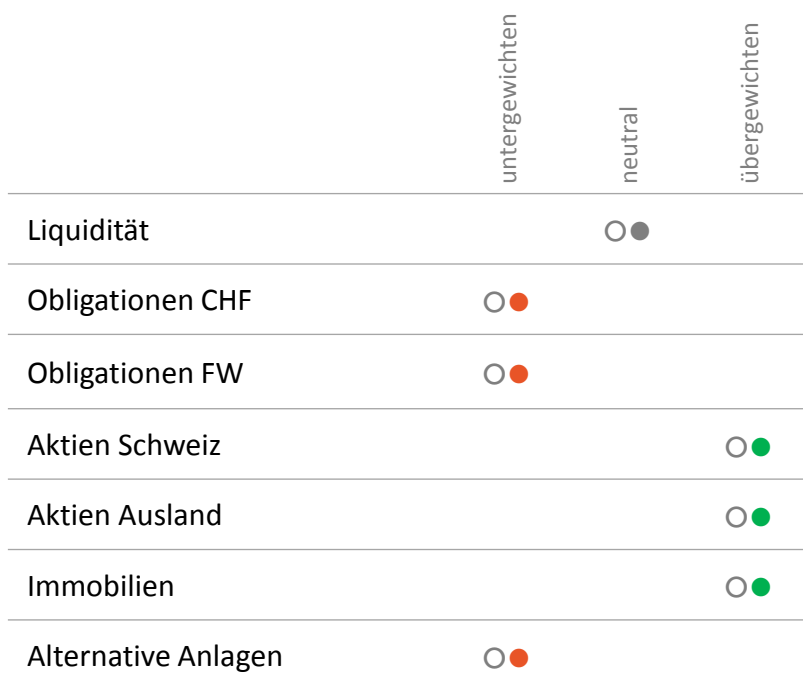 untergewichten
neutral
übergewichten
Liquidität
Obligationen CHF
Obligationen FW
Aktien Schweiz
Aktien Ausland
Immobilien
Alternative Anlagen